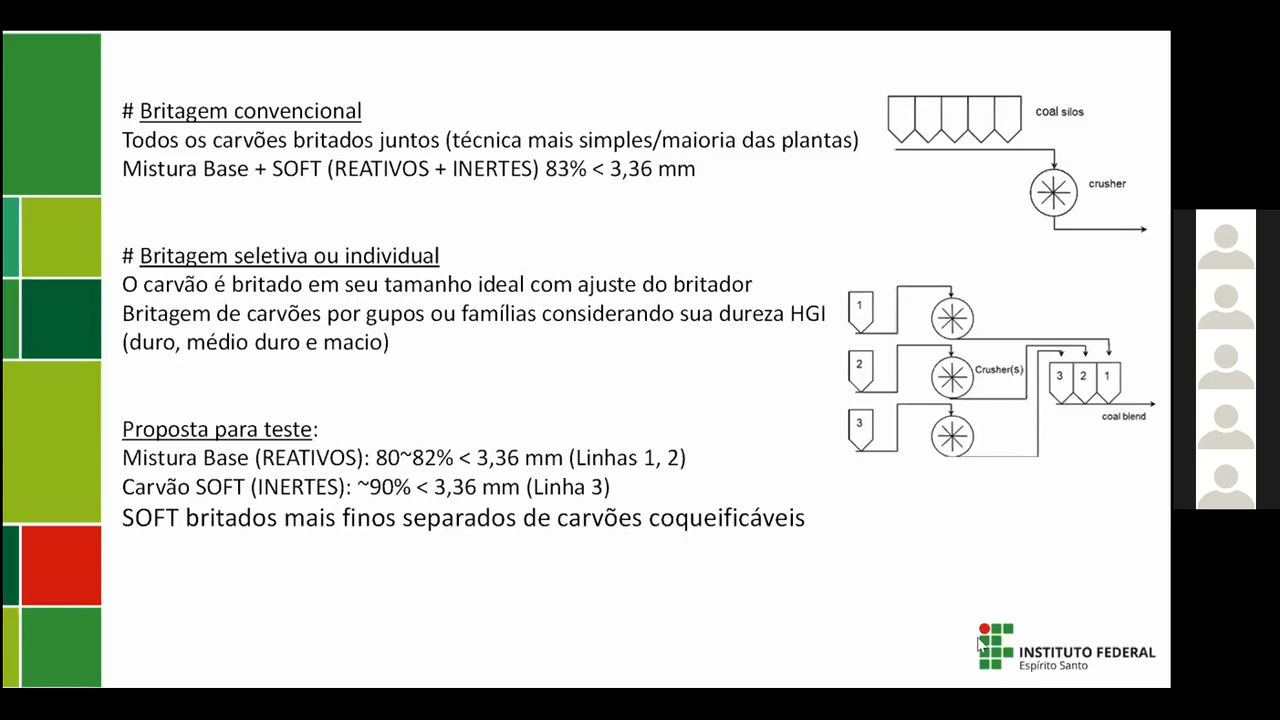 # Britagem convencional
Todos os carvões britados juntos (técnica mais simples/maioria das plantas)
Mistura Base + SOFT (REATIVOS + INERTES) 83% < 3,36 mm
coal silos
crusher
# Britagem seletiva ou individual
O carvão é britado em seu tamanho ideal com ajuste do britador
Britagem de carvões por gupos ou famílias considerando sua dureza HGI
(duro, médio duro e macio)
1
2
3
Crusher(s)
3 2 1
coal blend
Proposta para teste:
Mistura Base (REATIVOS): 80~82% < 3,36 mm (Linhas 1, 2)
Carvão SOFT (INERTES): ~90% < 3,36 mm (Linha 3)
SOFT britados mais finos separados de carvões coqueificáveis
INSTITUTO FEDERAL
Espírito Santo